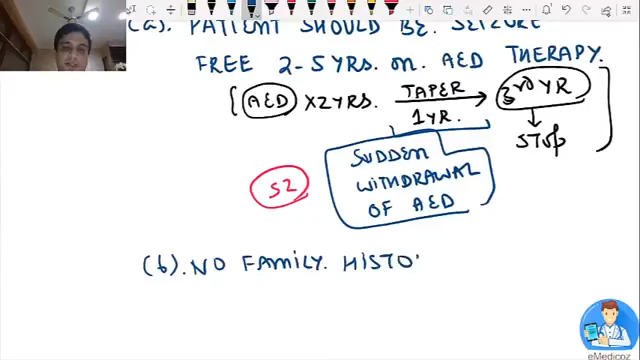 (a). PATIENT SHOULD BE SEIZURE
FREE 2-5 YRS. ON AED THERAPY.
[AED X2YRS. TAPER 1YR. 3rd YR
STOP
SUDDEN
WITHDRAWAL
OF AED
SZ
(b). NO FAMILY. HISTO
eMedicoz